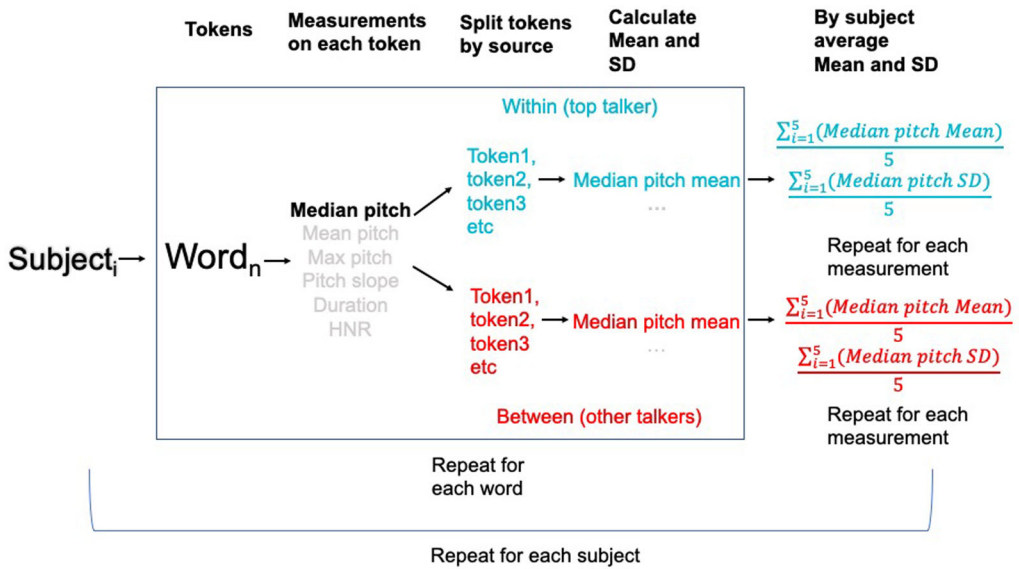 Tokens
Measurements
on each token
Split tokens
by source
Calculate
Mean and
SD
By subject
average
Mean and SD
Within (top talker)
Subjectᵢ
Wordₙ
Median pitch
Mean pitch
Max pitch
Pitch slope
Duration
HNR
Token1,
token2,
token3
etc
Median pitch mean
...
∑⁵ᵢ₌₁(Median pitch Mean)
5
∑⁵ᵢ₌₁(Median pitch SD)
5
Repeat for each
measurement
Token1,
token2,
token3
etc
Median pitch mean
...
∑⁵ᵢ₌₁(Median pitch Mean)
5
∑⁵ᵢ₌₁(Median pitch SD)
5
Repeat for each
measurement
Between (other talkers)
Repeat for
each word
Repeat for each subject